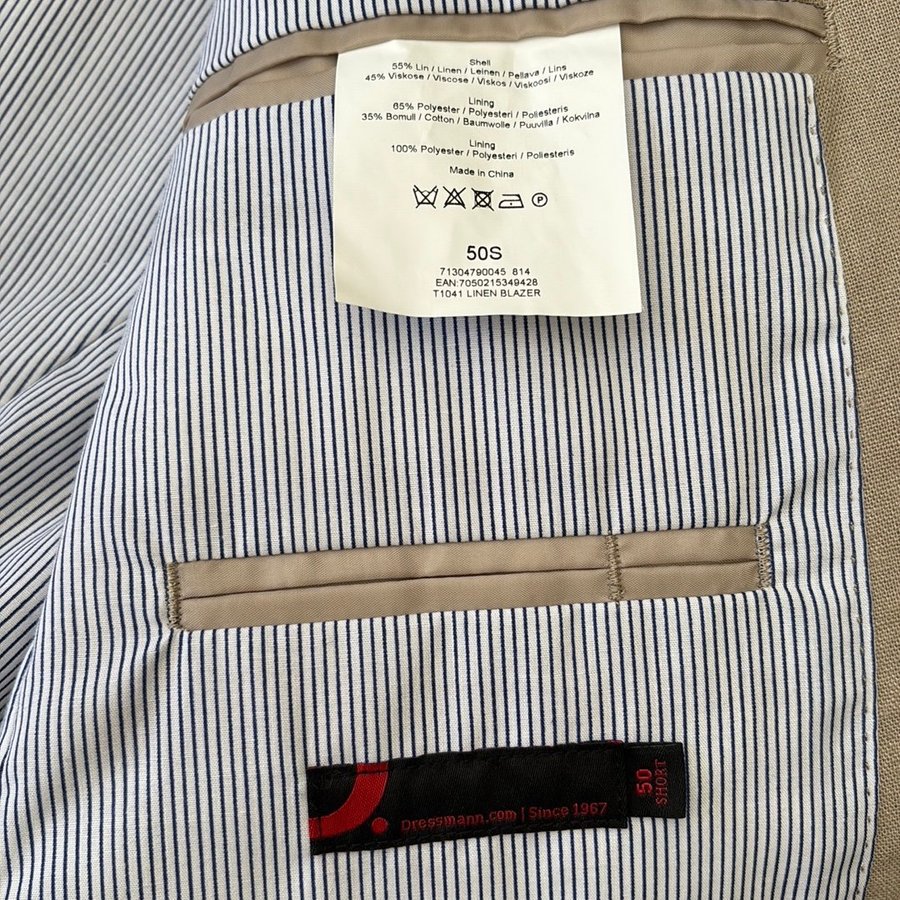 Shell
55% Lin / Linen / Leinen / Pellava / Lins
45% Viskose / Viscose / Viskos / Viskoosi / Viskoze
Lining
65% Polyester / Polyesteri / Poliesteris
35% Bomull / Cotton / Baumwolle / Puuvilla / Kokvilna
Lining
100% Polyester / Polyesteri / Poliesteris
Made in China
P
50S
71304790045 814
EAN:7050215349428
T1041 LINEN BLAZER
Dressmann.com | Since 1967
50
SHORT